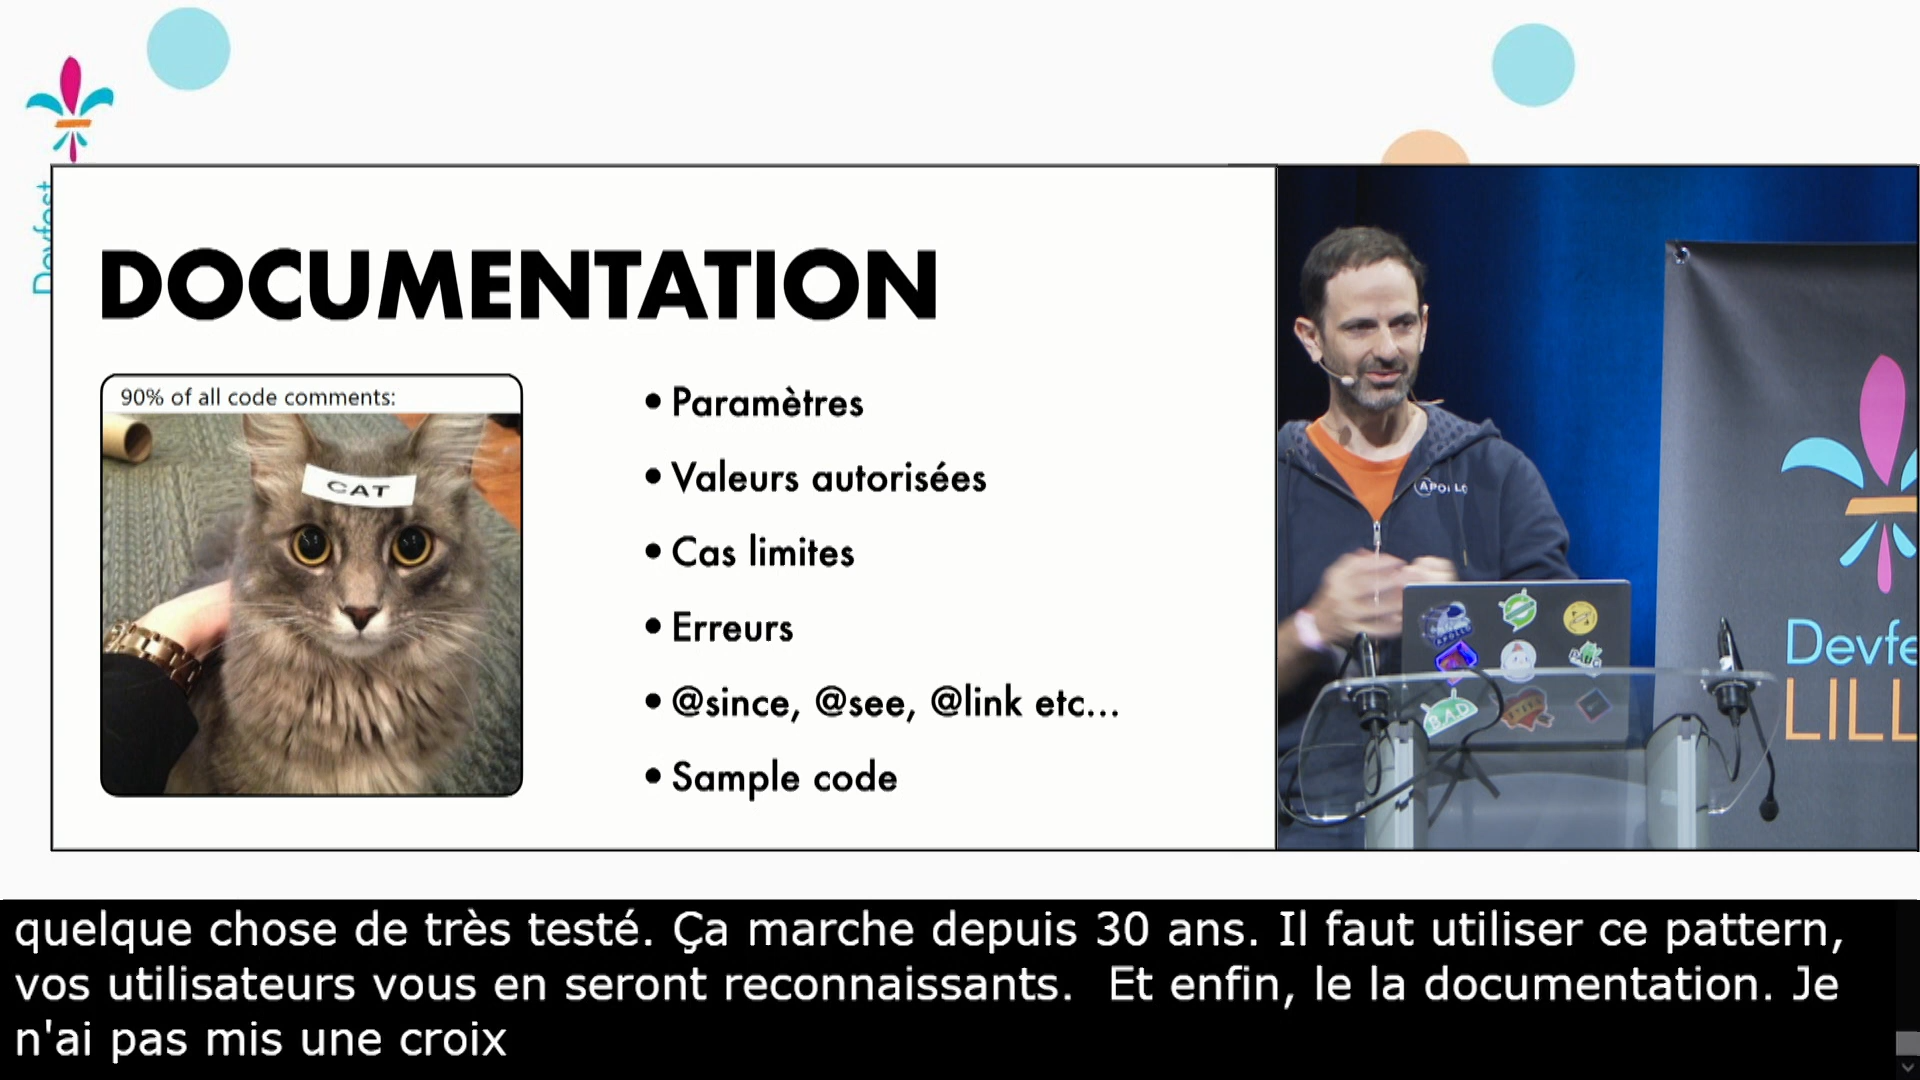 Devfest
DOCUMENTATION
90% of all code comments:
CAT
• Paramètres
• Valeurs autorisées
• Cas limites
• Erreurs
• @since, @see, @link etc...
• Sample code
APOLLO
APOLLO
B.A.D
Devfe
LILL
quelque chose de très testé. Ça marche depuis 30 ans. Il faut utiliser ce pattern,
vos utilisateurs vous en seront reconnaissants.  Et enfin, le la documentation. Je
n'ai pas mis une croix